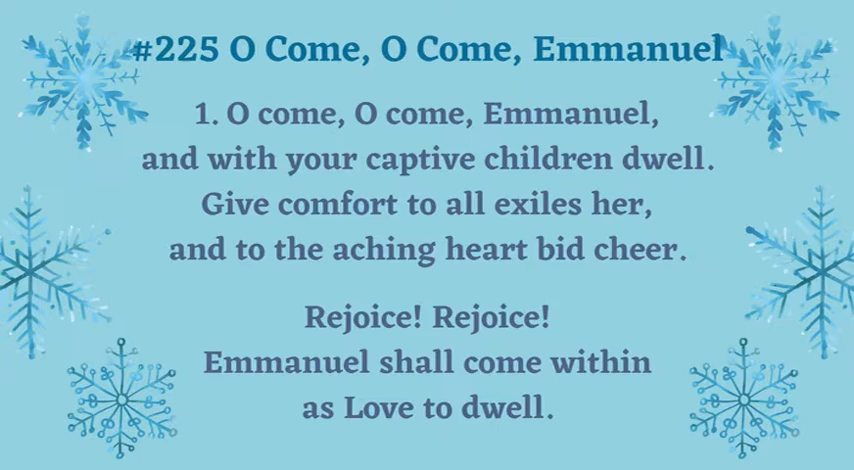 #225 O Come, O Come, Emmanuel
1. O come, O come, Emmanuel,
and with your captive children dwell.
Give comfort to all exiles her,
and to the aching heart bid cheer.
Rejoice! Rejoice!
Emmanuel shall come within
as Love to dwell.